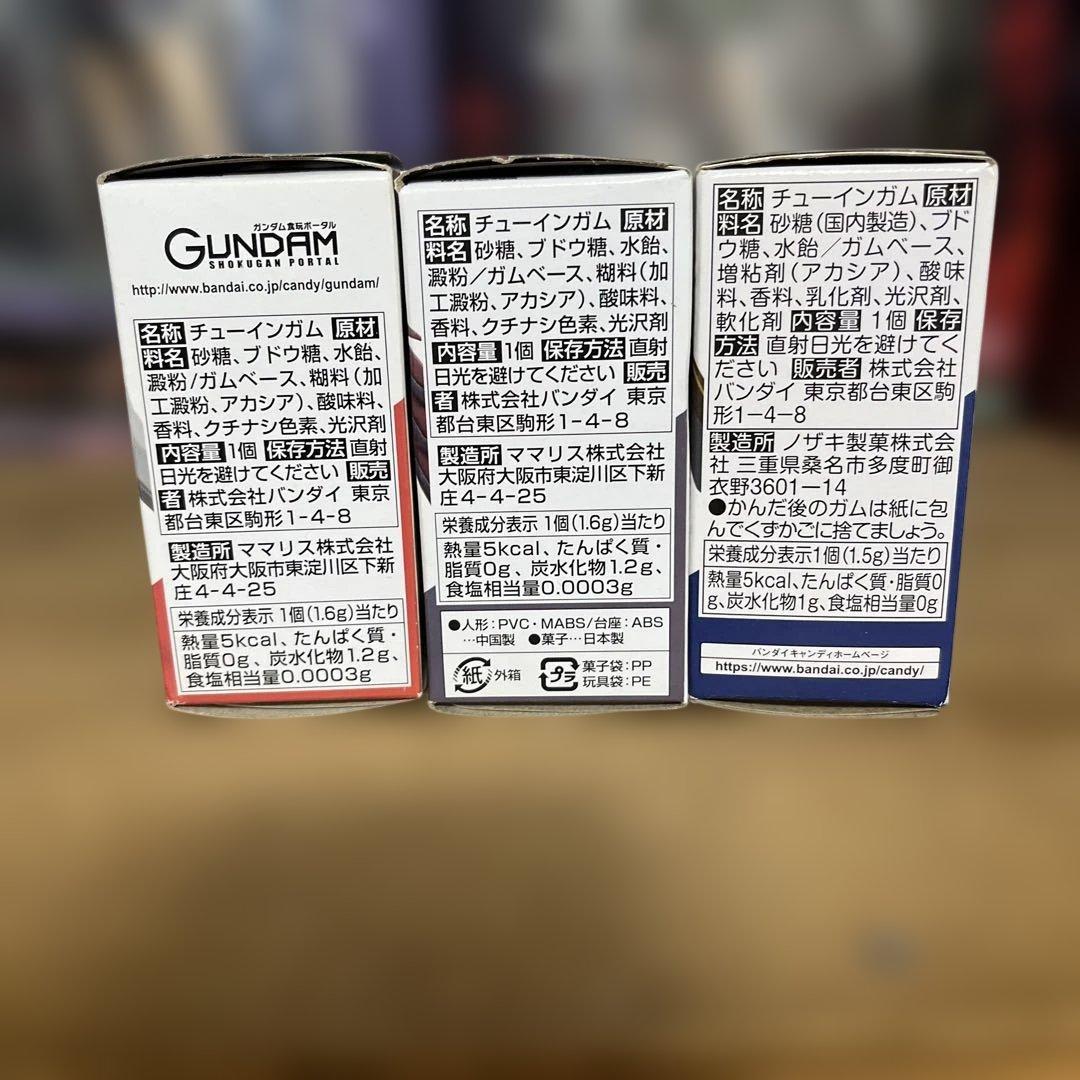 ガンダム食玩ポータル
GUNDAM
SHOKUGAN PORTAL
http://www.bandai.co.jp/candy/gundam/
名称 チューインガム 原材
料名 砂糖、ブドウ糖、水飴、
澱粉/ガムベース、糊料(加
工澱粉、アカシア)、酸味料、
香料、クチナシ色素、光沢剤
内容量 1個 保存方法 直射
日光を避けてください 販売
者 株式会社バンダイ 東京
都台東区駒形1-4-8
製造所 ママリス株式会社
大阪府大阪市東淀川区下新
庄4-4-25
栄養成分表示 1個(1.6g)当たり
熱量5kcal、たんぱく質・
脂質0g、炭水化物1.2g、
食塩相当量0.0003g
名称 チューインガム 原材
料名 砂糖、ブドウ糖、水飴、
澱粉/ガムベース、糊料(加
工澱粉、アカシア)、酸味料、
香料、クチナシ色素、光沢剤
内容量 1個 保存方法 直射
日光を避けてください 販売
者 株式会社バンダイ 東京
都台東区駒形1-4-8
製造所 ママリス株式会社
大阪府大阪市東淀川区下新
庄4-4-25
栄養成分表示 1個(1.6g)当たり
熱量5kcal、たんぱく質・
脂質0g、炭水化物1.2g、
食塩相当量0.0003g
●人形:PVC・MABS/台座:ABS
…中国製 ●菓子…日本製
紙 外箱
プラ 菓子袋:PP
玩具袋:PE
名称 チューインガム 原材
料名 砂糖(国内製造)、ブド
ウ糖、水飴/ガムベース、
増粘剤(アカシア)、酸味
料、香料、乳化剤、光沢剤、
軟化剤 内容量 1個 保存
方法 直射日光を避けてく
ださい 販売者 株式会社
バンダイ 東京都台東区駒
形1-4-8
製造所 ノザキ製菓株式会
社 三重県桑名市多度町御
衣野3601-14
●かんだ後のガムは紙に包
んでくずかごに捨てましょう。
栄養成分表示1個(1.5g)当たり
熱量5kcal、たんぱく質・脂質0
g、炭水化物1g、食塩相当量0g
バンダイキャンディホームページ
https://www.bandai.co.jp/candy/